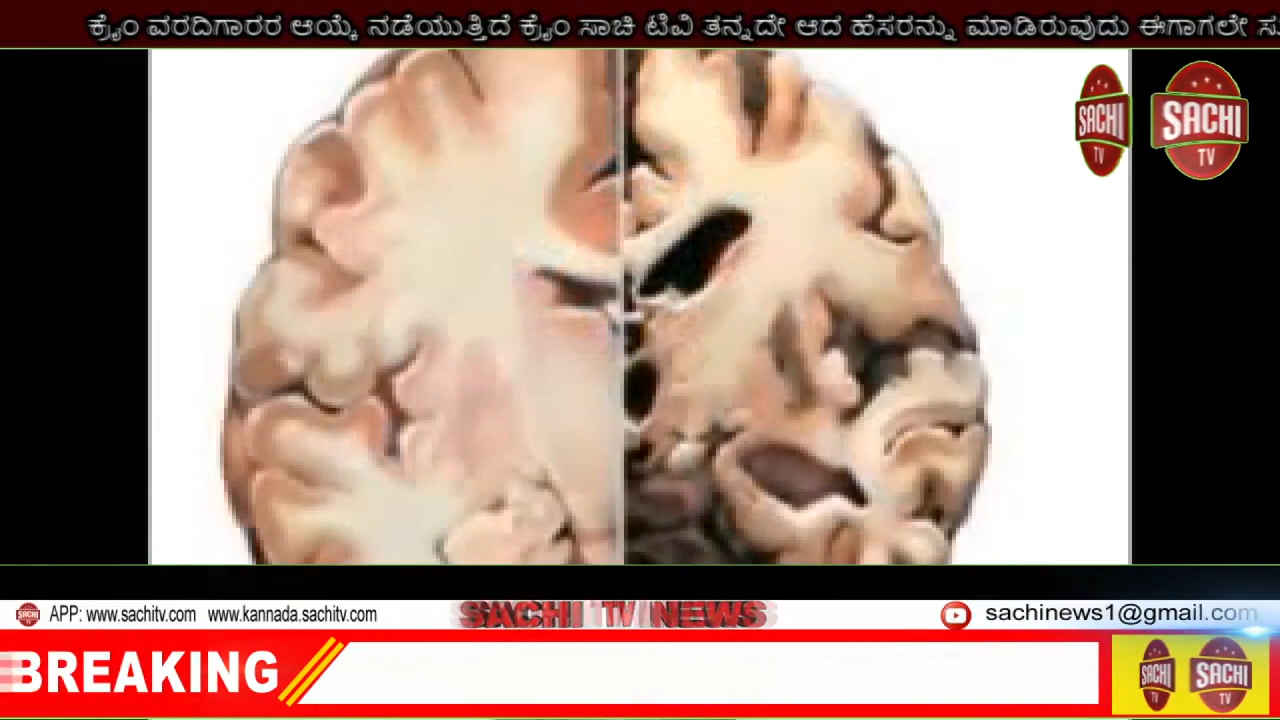 ಕ್ರೈಂ ವರದಿಗಾರರ ಆಯ್ಕೆ ನಡೆಯುತ್ತಿದೆ ಕ್ರೈಂ ಸಾಚಿ ಟಿವಿ ತನ್ನದೇ ಆದ ಹೆಸರನ್ನು ಮಾಡಿರುವುದು ಈಗಾಗಲೇ
SACHI TV SACHI TV
SACHI APP: www.sachitv.com www.kannada.sachitv.com SACHI TV NEWS sachinews1@gmail.com
BREAKING SACHI TV SACHI TV